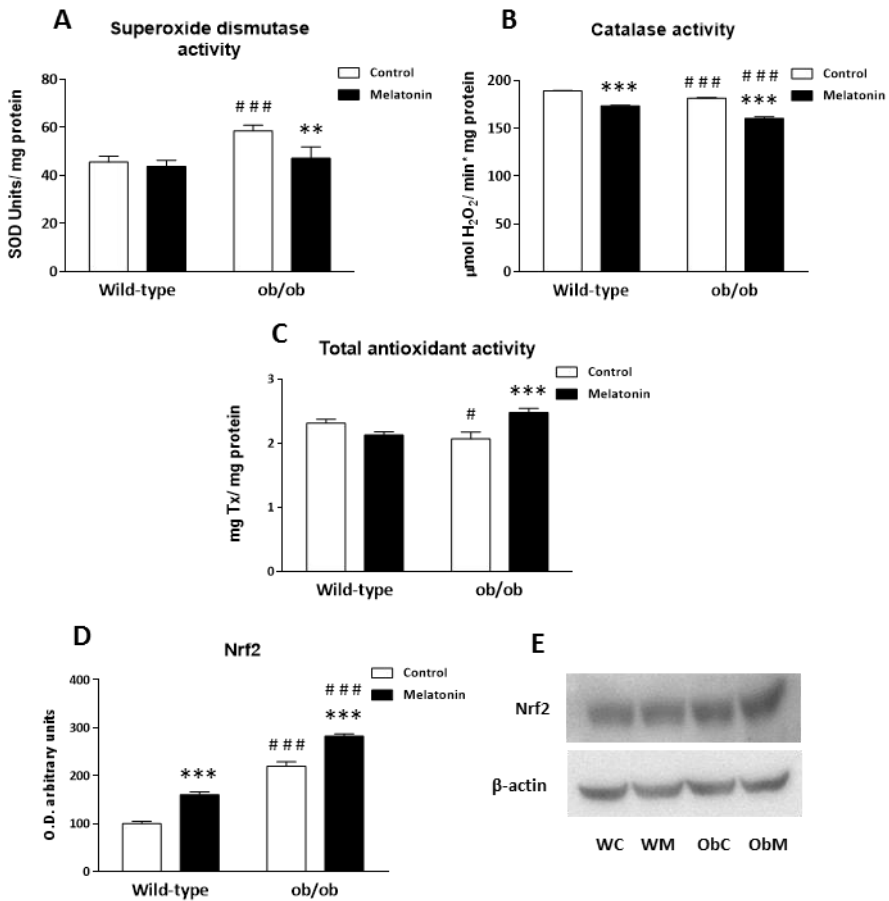 A
Superoxide dismutase
activity
Control
Melatonin
SOD Units/ mg protein
80
60
40
20
0
###
**
Wild-type
ob/ob
B
Catalase activity
Control
Melatonin
µmol H₂O₂/ min* mg protein
200
150
100
50
0
***
###
###
***
Wild-type
ob/ob
C
Total antioxidant activity
Control
Melatonin
mg Tx/ mg protein
3
2
1
0
#
***
Wild-type
ob/ob
D
Nrf2
Control
Melatonin
O.D. arbitrary units
400
300
200
100
0
***
###
###
***
Wild-type
ob/ob
E
Nrf2
β-actin
WC WM ObC ObM